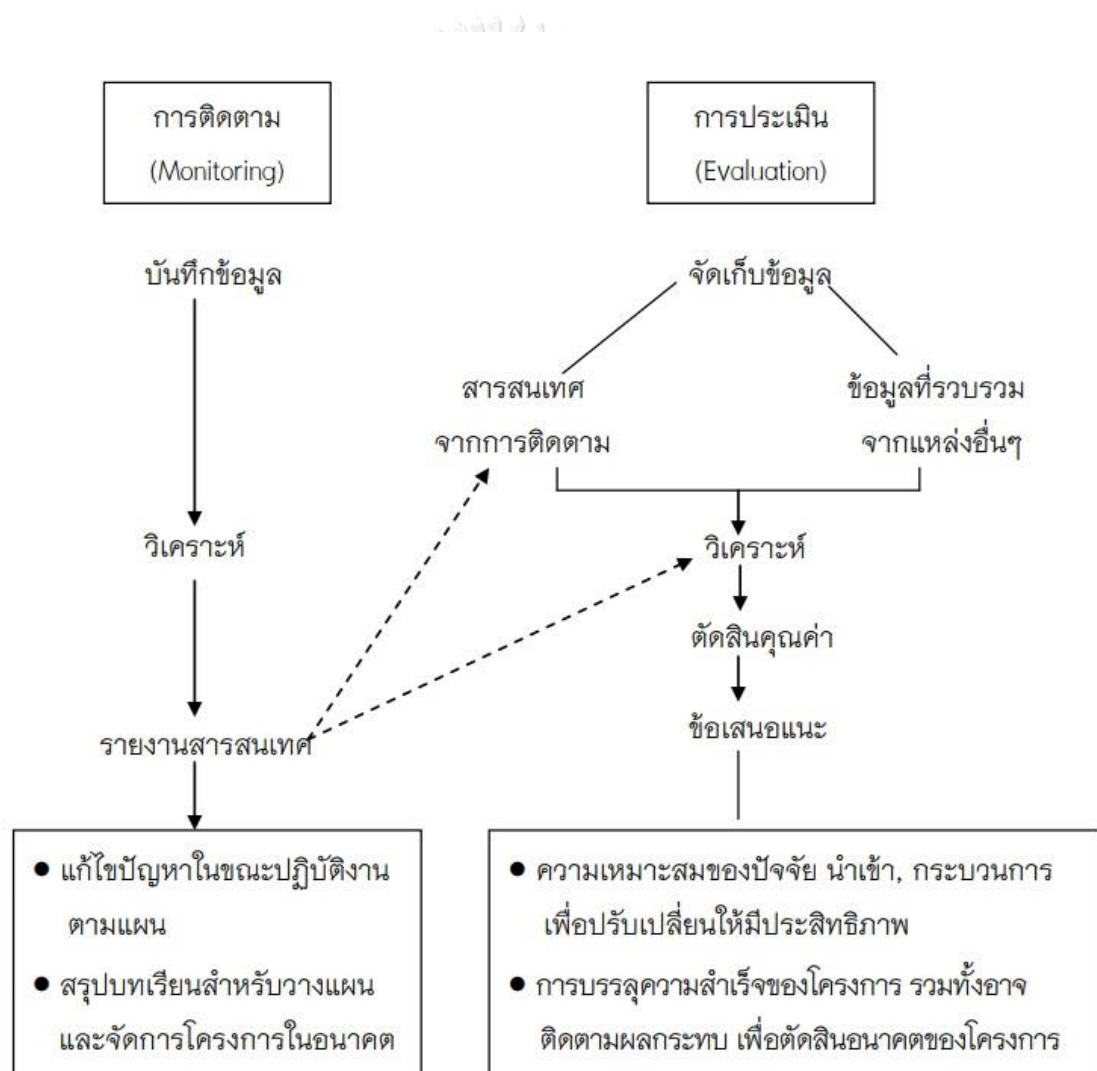 การติดตาม
(Monitoring)
บันทึกข้อมูล
วิเคราะห์
รายงานสารสนเทศ
● แก้ไขปัญหาในขณะปฏิบัติงาน
ตามแผน
● สรุปบทเรียนสำหรับวางแผน
และจัดการโครงการในอนาคต
การประเมิน
(Evaluation)
จัดเก็บข้อมูล
สารสนเทศ
จากการติดตาม
ข้อมูลที่รวบรวม
จากแหล่งอื่นๆ
วิเคราะห์
ตัดสินคุณค่า
ข้อเสนอแนะ
● ความเหมาะสมของปัจจัย นำเข้า, กระบวนการ
เพื่อปรับเปลี่ยนให้มีประสิทธิภาพ
● การบรรลุความสำเร็จของโครงการ รวมทั้งอาจ
ติดตามผลกระทบ เพื่อตัดสินอนาคตของโครงการ